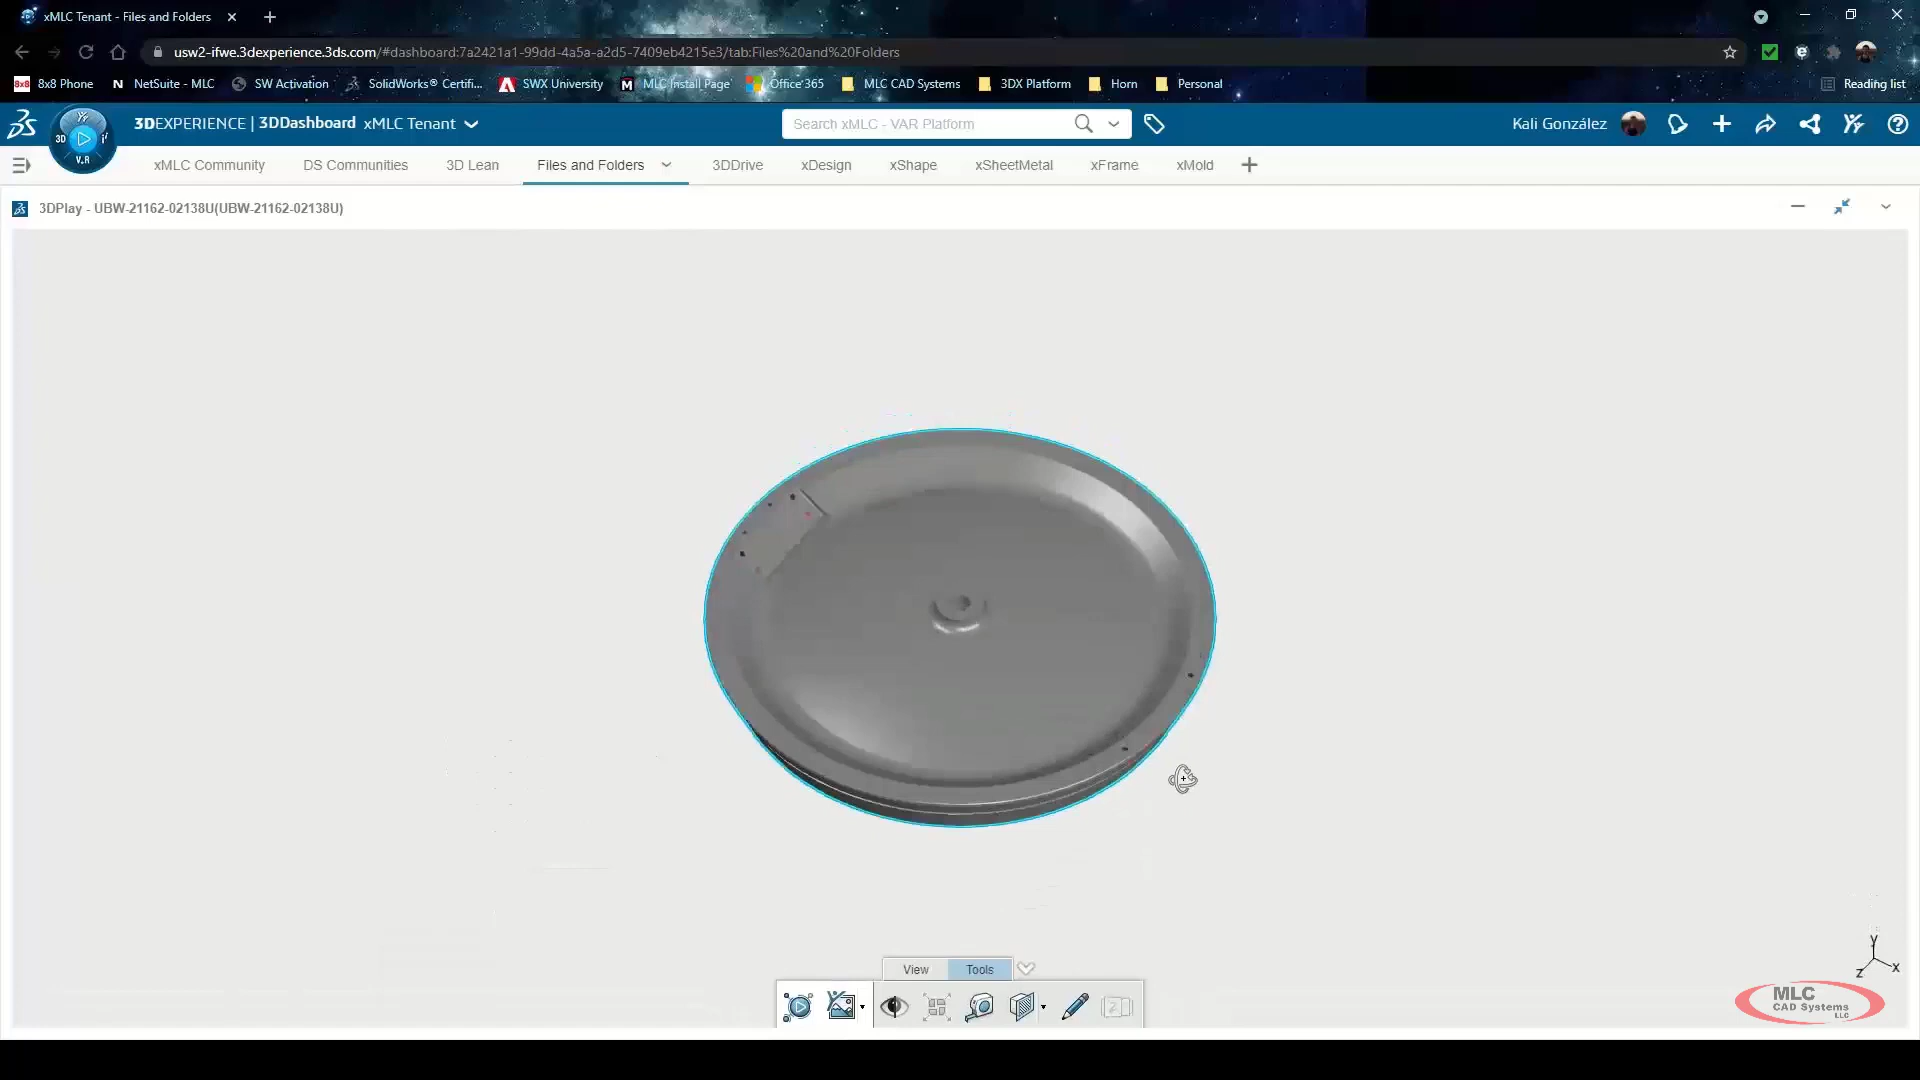 xMLC Tenant - Files and Folders
usw2-ifwe.3dexperience.3ds.com/#dashboard:7a2421a1-99dd-4a5a-a2d5-7409eb4215e3/tab:Files%20and%20Folders
8x8 8x8 Phone N NetSuite - MLC SW Activation SolidWorks® Certifi... SWX University M MLC Install Page Office 365 MLC CAD Systems 3DX Platform Horn Personal Reading list
3D V.R 3DEXPERIENCE | 3DDashboard xMLC Tenant Search xMLC - VAR Platform Kali González
xMLC Community DS Communities 3D Lean Files and Folders 3DDrive xDesign xShape xSheetMetal xFrame xMold
3DPlay - UBW-21162-02138U(UBW-21162-02138U)
View Tools
y
z x
MLC
CAD Systems
LLC